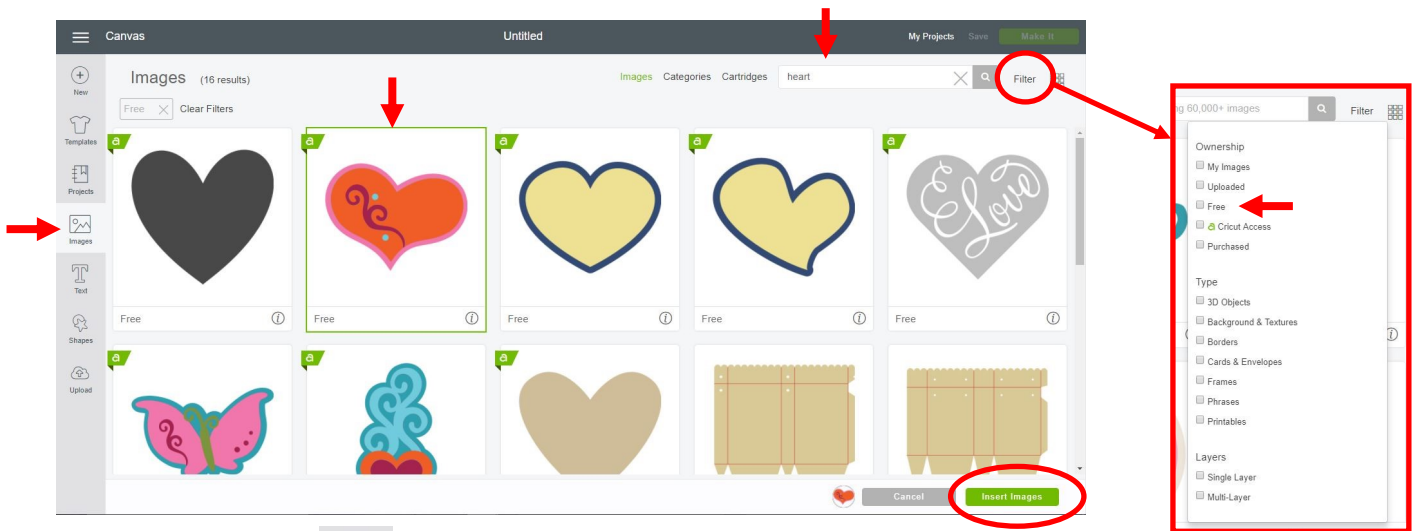 Canvas Untitled My Projects Save Make It
New
Templates
Projects
Images
Text
Shapes
Upload
Images (16 results) Images Categories Cartridges heart Filter
Free Clear Filters
a a a a a
Love
Free Free Free Free Free
a a a
Cancel Insert Images
60,000+ images Filter
Ownership
My Images
Uploaded
Free
a Cricut Access
Purchased
Type
3D Objects
Background & Textures
Borders
Cards & Envelopes
Frames
Phrases
Printables
Layers
Single Layer
Multi-Layer